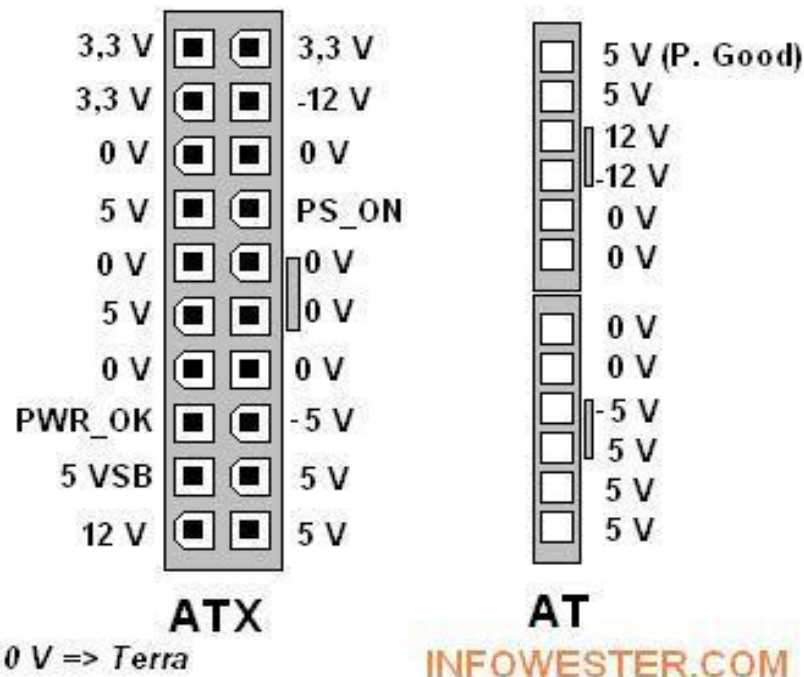 3,3 V 3,3 V
3,3 V -12 V
0 V 0 V
5 V PS_ON
0 V 0 V
5 V 0 V
0 V 0 V
PWR_OK -5 V
5 VSB 5 V
12 V 5 V
ATX
0 V => Terra
5 V (P. Good)
5 V
12 V
-12 V
0 V
0 V
0 V
0 V
-5 V
5 V
5 V
5 V
AT
INFOWESTER.COM